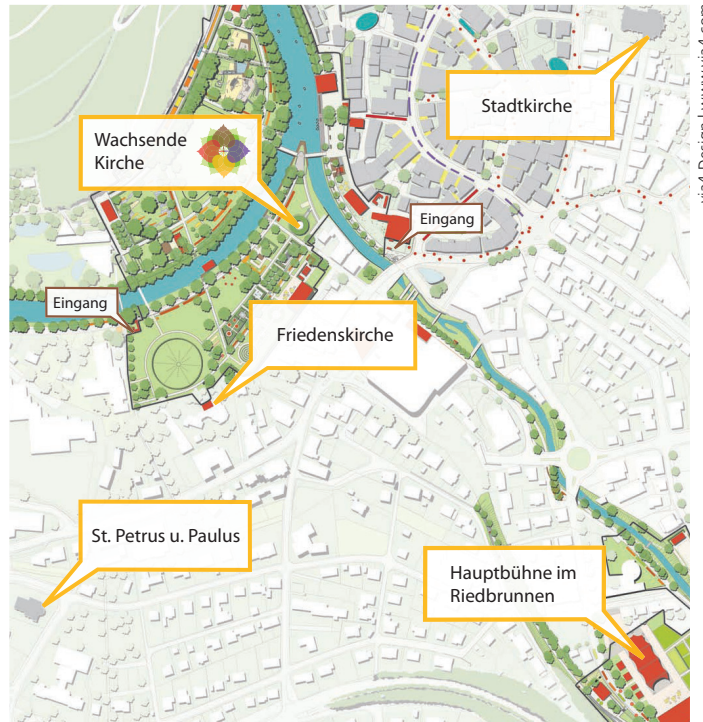 Stadtkirche
Wachsende
Kirche
Eingang
Eingang
Friedenskirche
St. Petrus u. Paulus
Hauptbühne im
Riedbrunnen